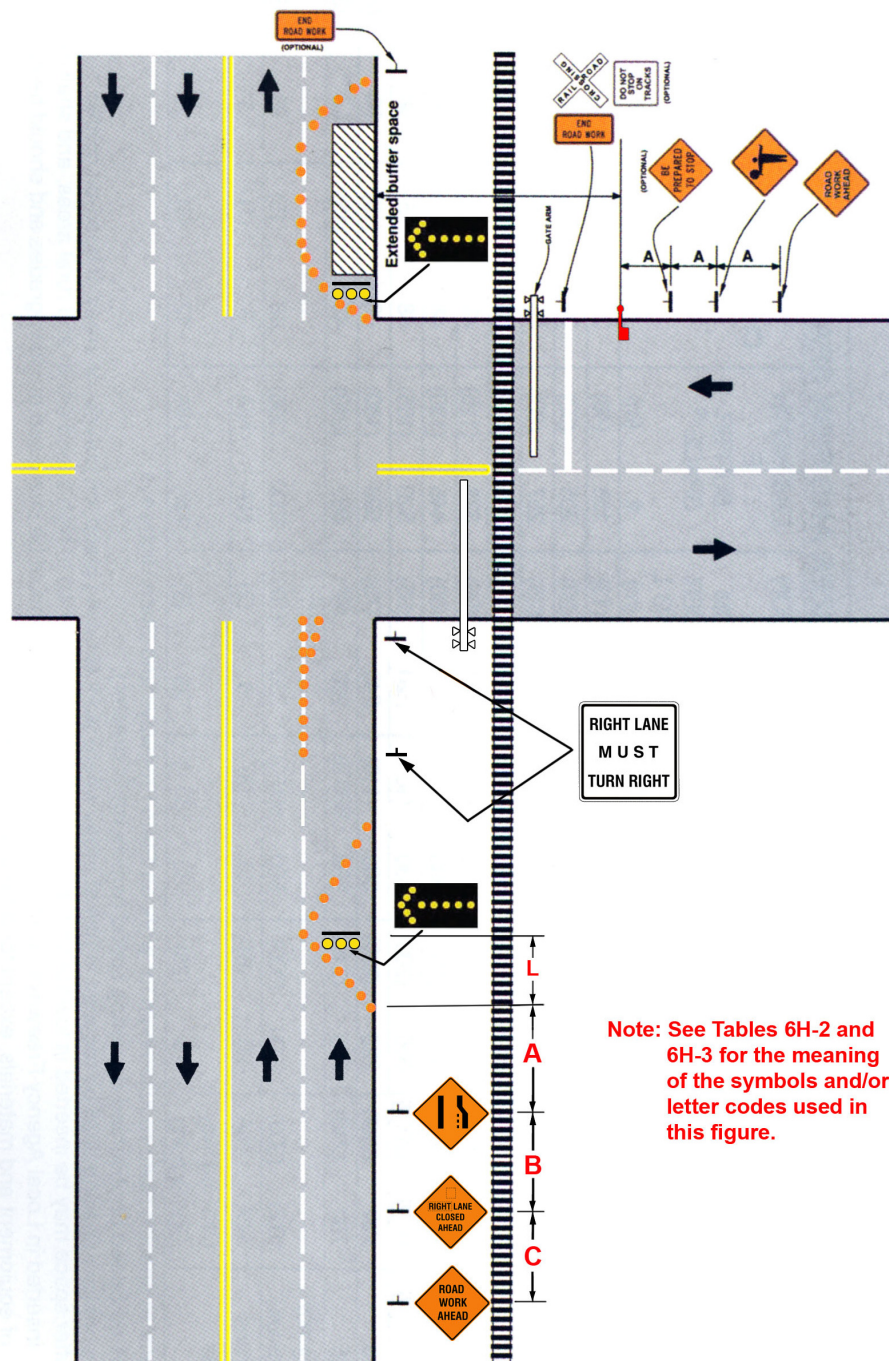 END
ROAD WORK
(OPTIONAL)
RAILROAD
CROSSING
DO NOT
STOP
ON
TRACKS
(OPTIONAL)
END
ROAD WORK
(OPTIONAL)
BE
PREPARED
TO STOP
ROAD
WORK
AHEAD
Extended buffer space
GATE ARM
A
A
A
RIGHT LANE
MUST
TURN RIGHT
L
A
B
C
Note: See Tables 6H-2 and
6H-3 for the meaning
of the symbols and/or
letter codes used in
this figure.
RIGHT LANE
CLOSED
AHEAD
ROAD
WORK
AHEAD